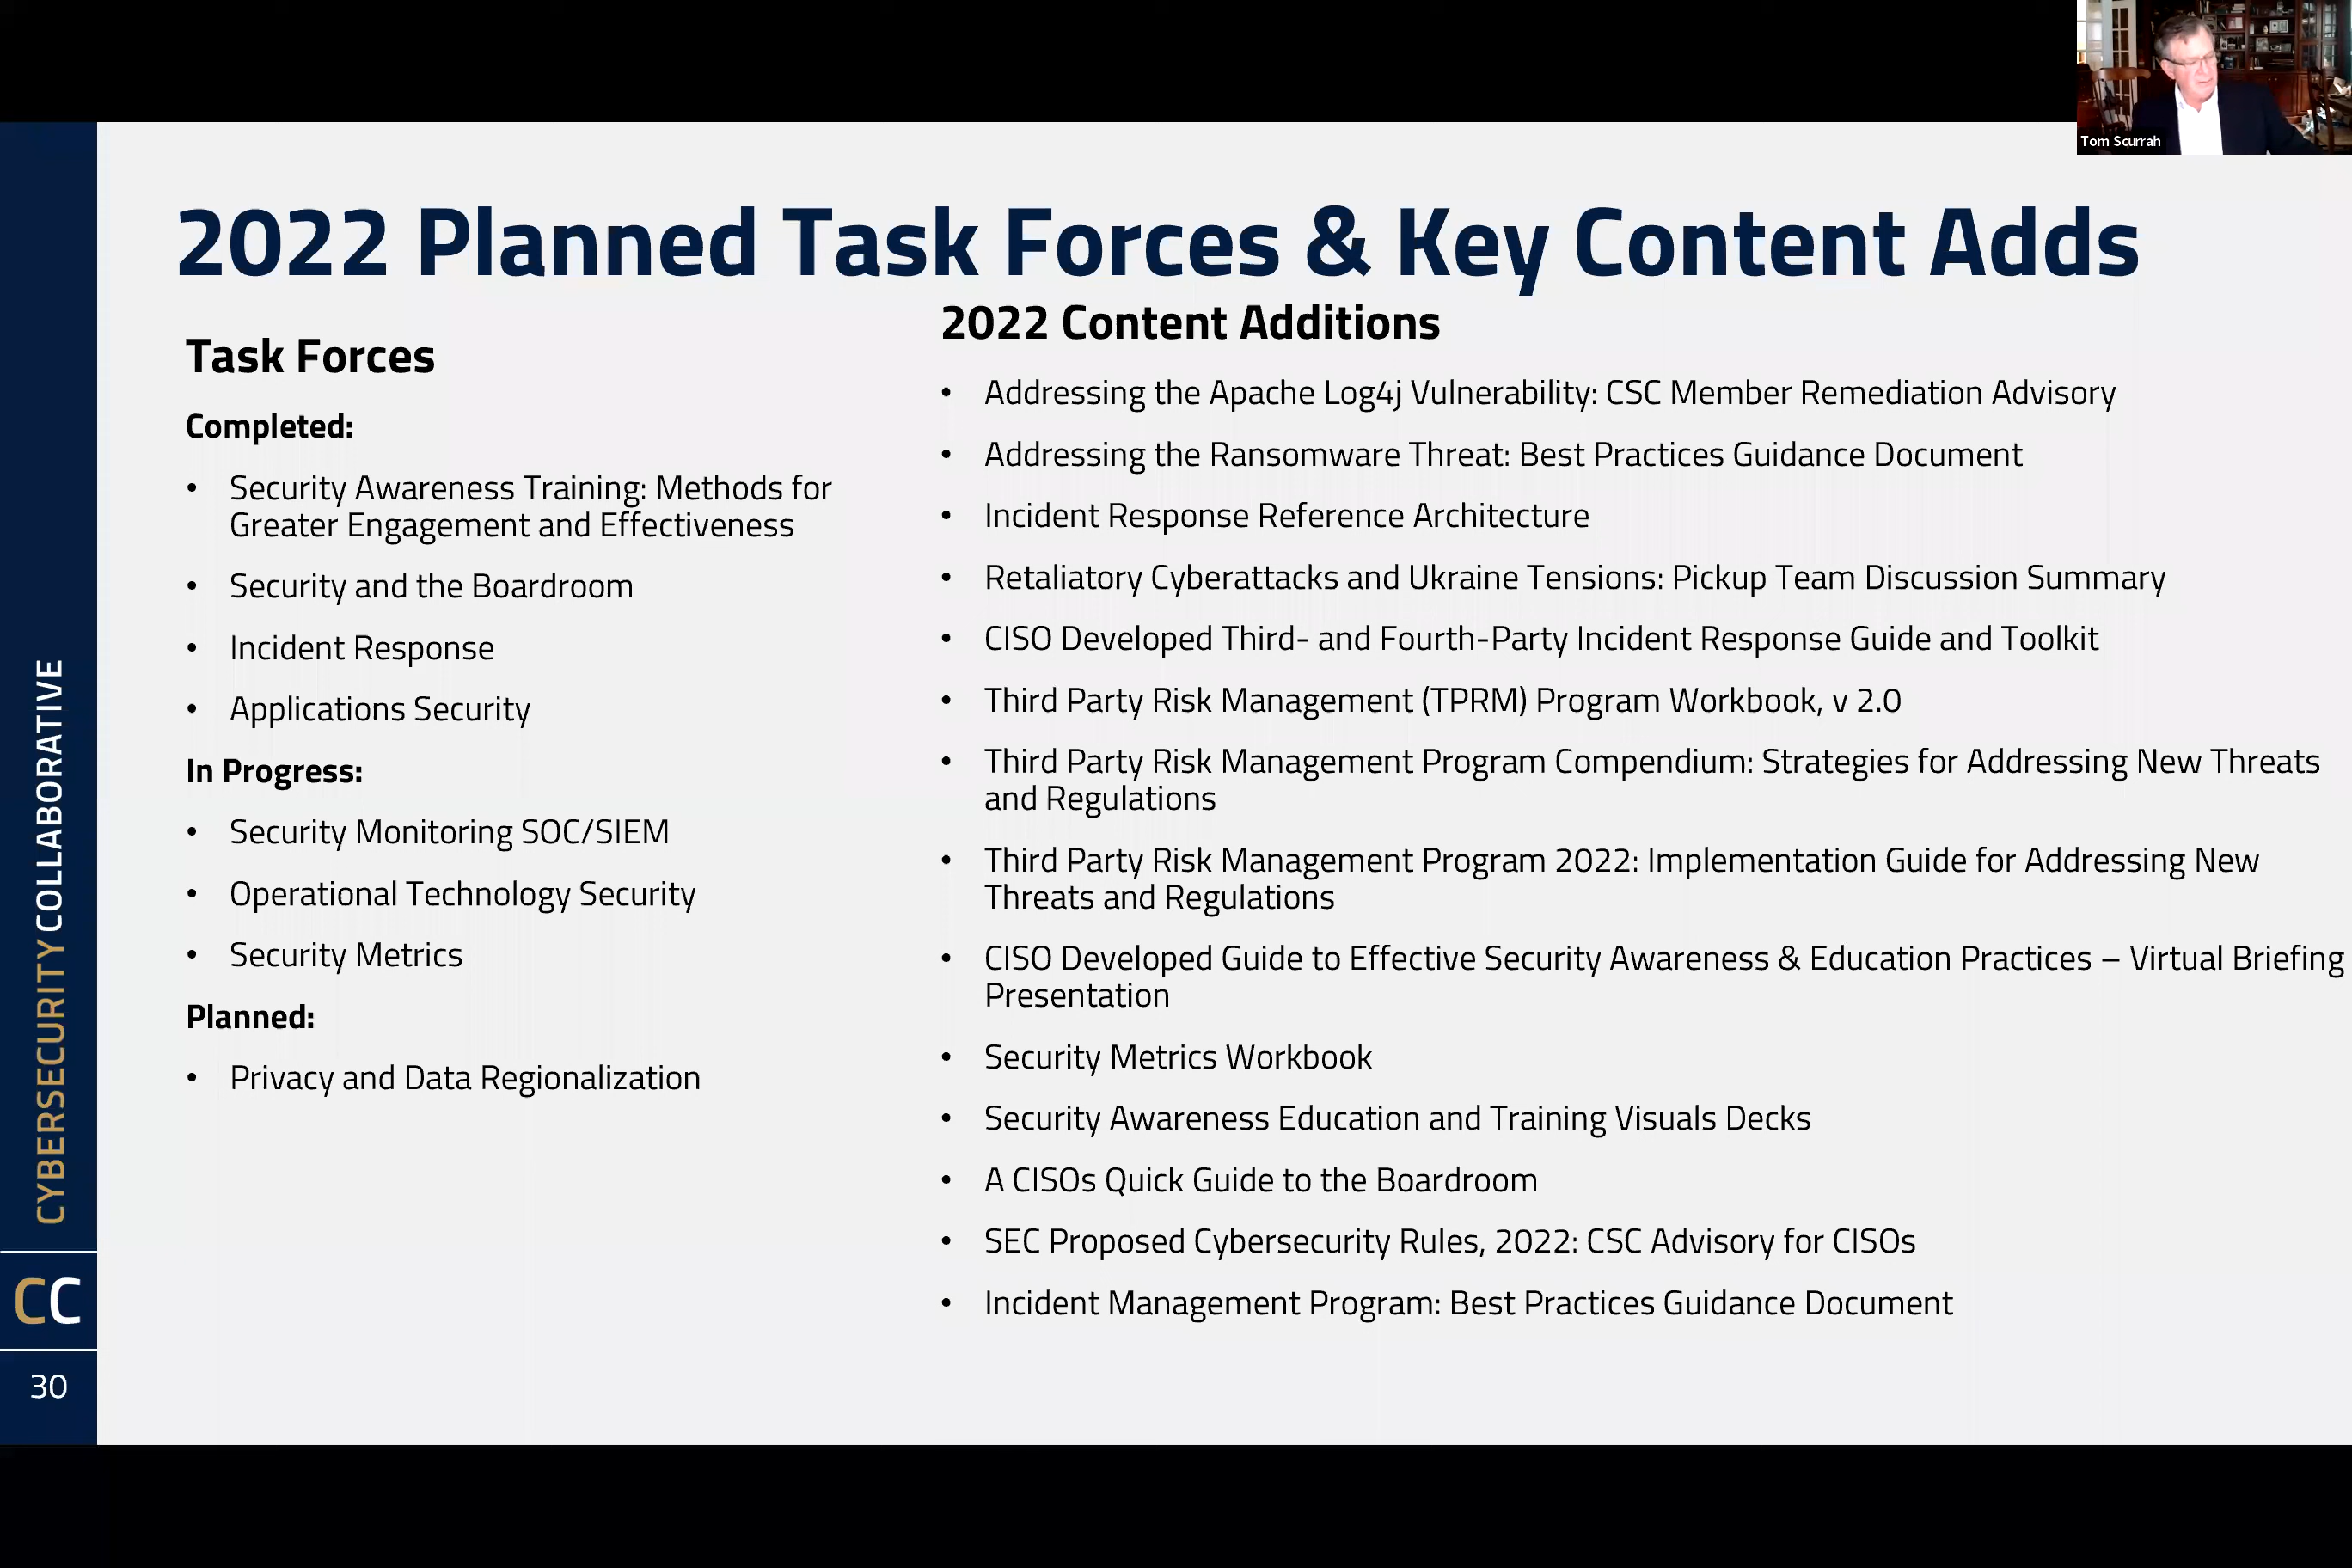 Tom Scurrah
2022 Planned Task Forces & Key Content Adds
Task Forces
Completed:
• Security Awareness Training: Methods for
Greater Engagement and Effectiveness
• Security and the Boardroom
• Incident Response
• Applications Security
In Progress:
• Security Monitoring SOC/SIEM
• Operational Technology Security
• Security Metrics
Planned:
• Privacy and Data Regionalization
2022 Content Additions
• Addressing the Apache Log4j Vulnerability: CSC Member Remediation Advisory
• Addressing the Ransomware Threat: Best Practices Guidance Document
• Incident Response Reference Architecture
• Retaliatory Cyberattacks and Ukraine Tensions: Pickup Team Discussion Summary
• CISO Developed Third- and Fourth-Party Incident Response Guide and Toolkit
• Third Party Risk Management (TPRM) Program Workbook, v 2.0
• Third Party Risk Management Program Compendium: Strategies for Addressing New Threats
and Regulations
• Third Party Risk Management Program 2022: Implementation Guide for Addressing New
Threats and Regulations
• CISO Developed Guide to Effective Security Awareness & Education Practices – Virtual Briefing
Presentation
• Security Metrics Workbook
• Security Awareness Education and Training Visuals Decks
• A CISOs Quick Guide to the Boardroom
• SEC Proposed Cybersecurity Rules, 2022: CSC Advisory for CISOs
• Incident Management Program: Best Practices Guidance Document
CYBERSECURITY COLLABORATIVE
CC
30